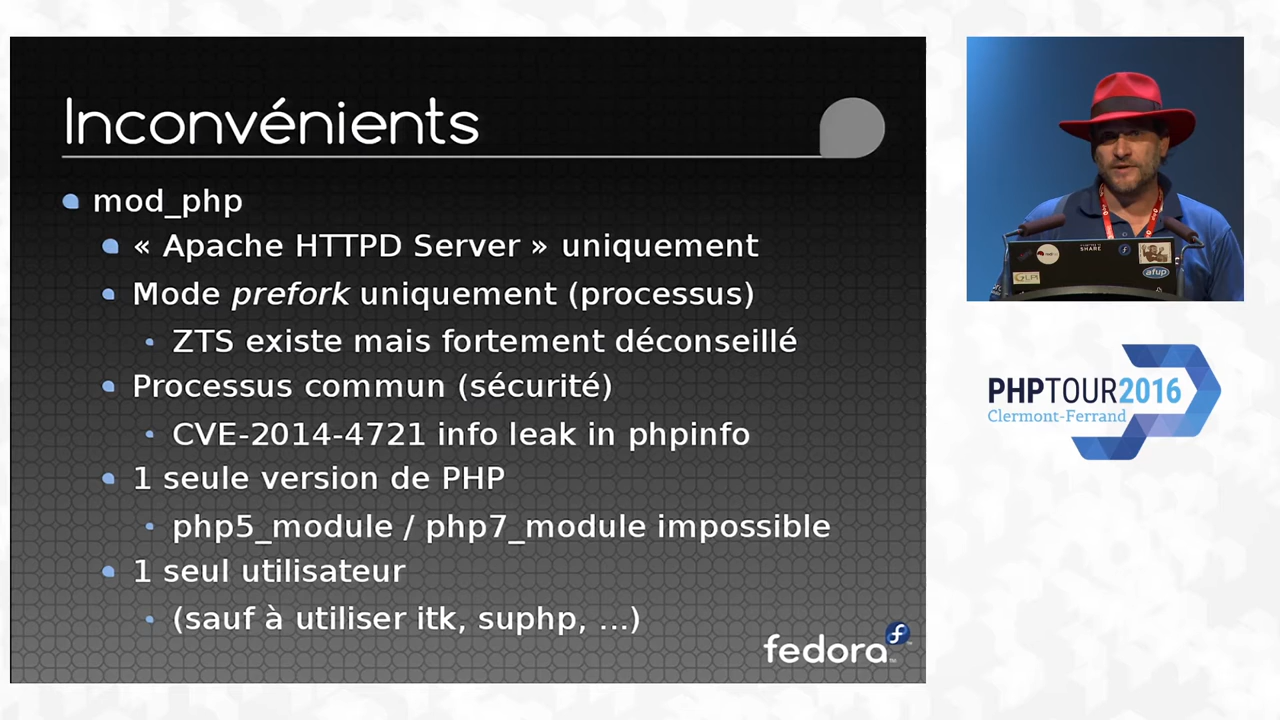 Inconvénients
mod_php
« Apache HTTPD Server » uniquement
Mode prefork uniquement (processus)
ZTS existe mais fortement déconseillé
Processus commun (sécurité)
CVE-2014-4721 info leak in phpinfo
1 seule version de PHP
php5_module / php7_module impossible
1 seul utilisateur
(sauf à utiliser itk, suphp, ...)
fedora
SHARE
afup
PHPTOUR2016
Clermont-Ferrand